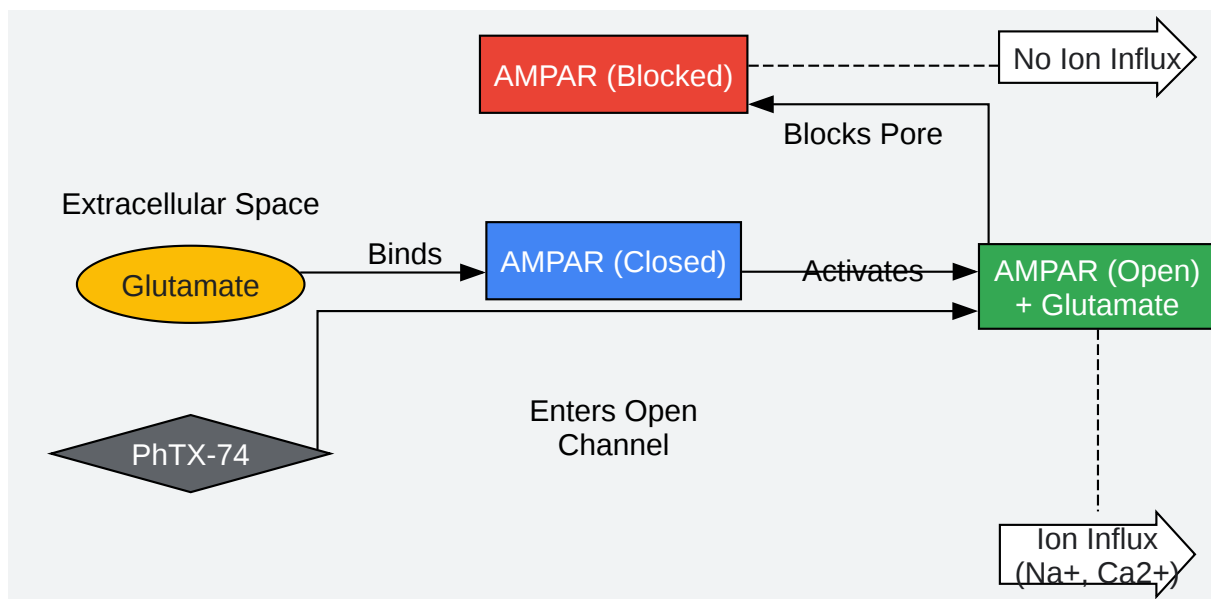 AMPAR (Blocked)
No Ion Influx
Blocks Pore
Extracellular Space
Glutamate
Binds
AMPAR (Closed)
Activates
AMPAR (Open)
+ Glutamate
Enters Open
Channel
PhTX-74
Ion Influx
(Na+, Ca2+)